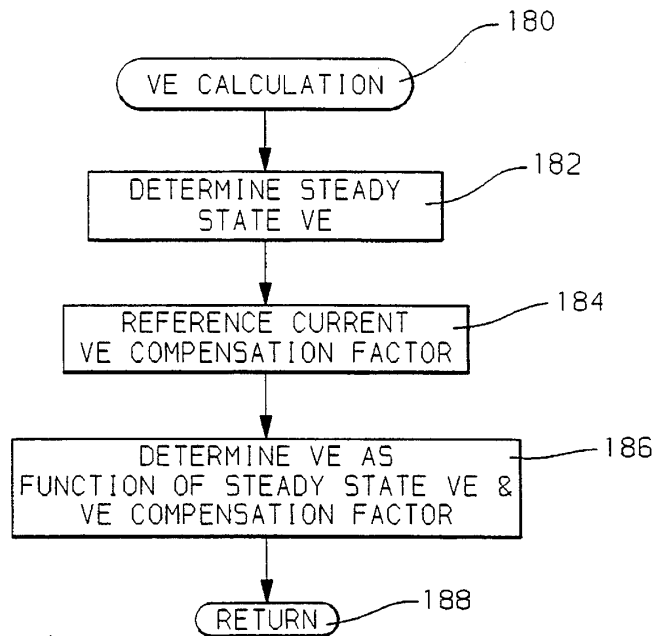 180
VE CALCULATION
182
DETERMINE STEADY
STATE VE
184
REFERENCE CURRENT
VE COMPENSATION FACTOR
186
DETERMINE VE AS
FUNCTION OF STEADY STATE VE &
VE COMPENSATION FACTOR
188
RETURN